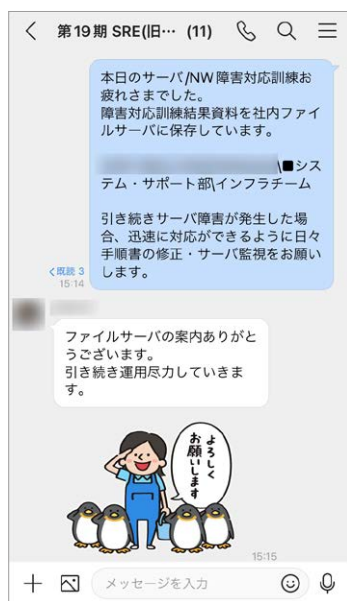 第19期 SRE(旧… (11)
本日のサーバ/NW 障害対応訓練お
疲れさまでした。
障害対応訓練結果資料を社内ファイ
ルサーバに保存しています。
\■シス
テム・サポート部\インフラチーム
引き続きサーバ障害が発生した場
合、迅速に対応ができるように日々
手順書の修正・サーバ監視をお願い
します。
既読 3
15:14
ファイルサーバの案内ありがと
うございます。
引き続き運用尽力していきま
す。
よろしく
お願いします
15:15
メッセージを入力